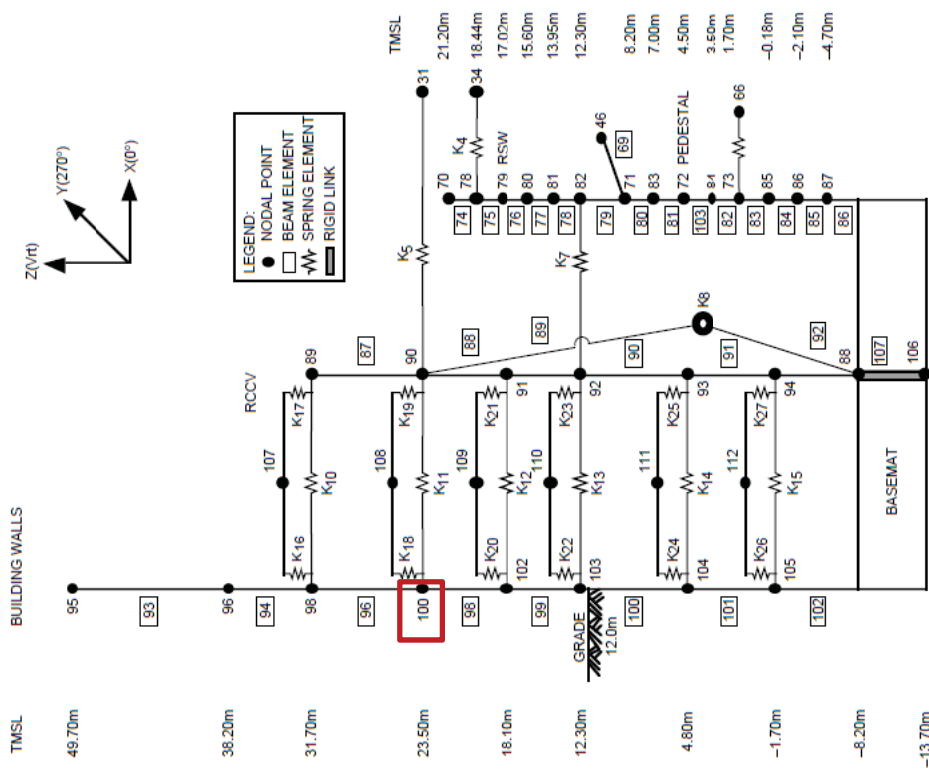 TMSL
49.70m
38.20m
31.70m
23.50m
18.10m
12.30m
4.80m
–1.70m
–8.20m
–13.70m
BUILDING WALLS
95
93
96
94
98
96
100
98
102
99
103
GRADE
12.0m
100
104
101
105
102
K16
107
K17
K10
K18
108
K19
K11
K20
109
K21
K12
K22
110
K23
K13
K24
111
K25
K14
K26
112
K27
K15
BASEMAT
RCCV
89
87
90
88
91
89
92
90
93
91
94
92
88
107
106
K8
K5
K7
Z(Vrt)
Y(270°)
X(0°)
LEGEND:
NODAL POINT
BEAM ELEMENT
SPRING ELEMENT
RIGID LINK
31
70
74
78
K4
34
75
79
RSW
76
80
77
81
78
82
79
46
69
71
80
83
81
72
PEDESTAL
103
84
82
73
66
83
85
84
86
85
87
86
TMSL
21.20m
18.44m
17.02m
15.60m
13.95m
12.30m
8.20m
7.00m
4.50m
3.50m
1.70m
–0.18m
–2.10m
–4.70m